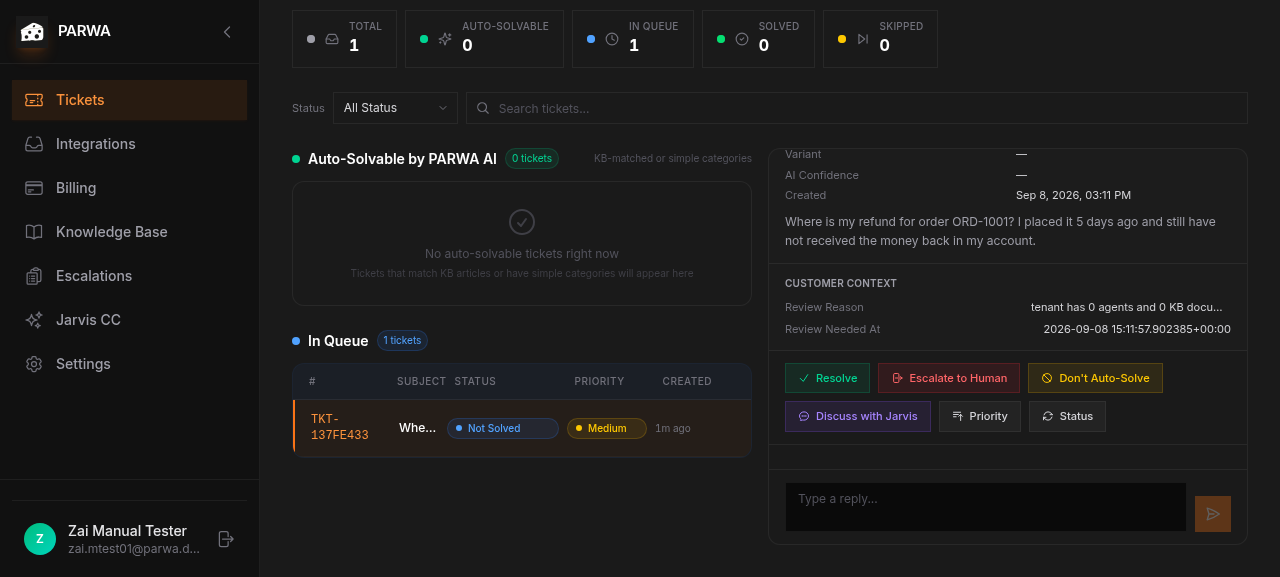 PARWA
Tickets
Integrations
Billing
Knowledge Base
Escalations
Jarvis CC
Settings
Z
Zai Manual Tester
zai.mtest01@parwa.d...
TOTAL
1
AUTO-SOLVABLE
0
IN QUEUE
1
SOLVED
0
SKIPPED
0
Status
All Status
Search tickets...
Auto-Solvable by PARWA AI
0 tickets
KB-matched or simple categories
No auto-solvable tickets right now
Tickets that match KB articles or have simple categories will appear here
In Queue
1 tickets
# SUBJECT STATUS PRIORITY CREATED
TKT-
137FE433
Whe...
Not Solved
Medium
1m ago
Variant —
AI Confidence —
Created Sep 8, 2026, 03:11 PM
Where is my refund for order ORD-1001? I placed it 5 days ago and still have
not received the money back in my account.
CUSTOMER CONTEXT
Review Reason tenant has 0 agents and 0 KB docu...
Review Needed At 2026-09-08 15:11:57.902385+00:00
Resolve
Escalate to Human
Don't Auto-Solve
Discuss with Jarvis
Priority
Status
Type a reply...